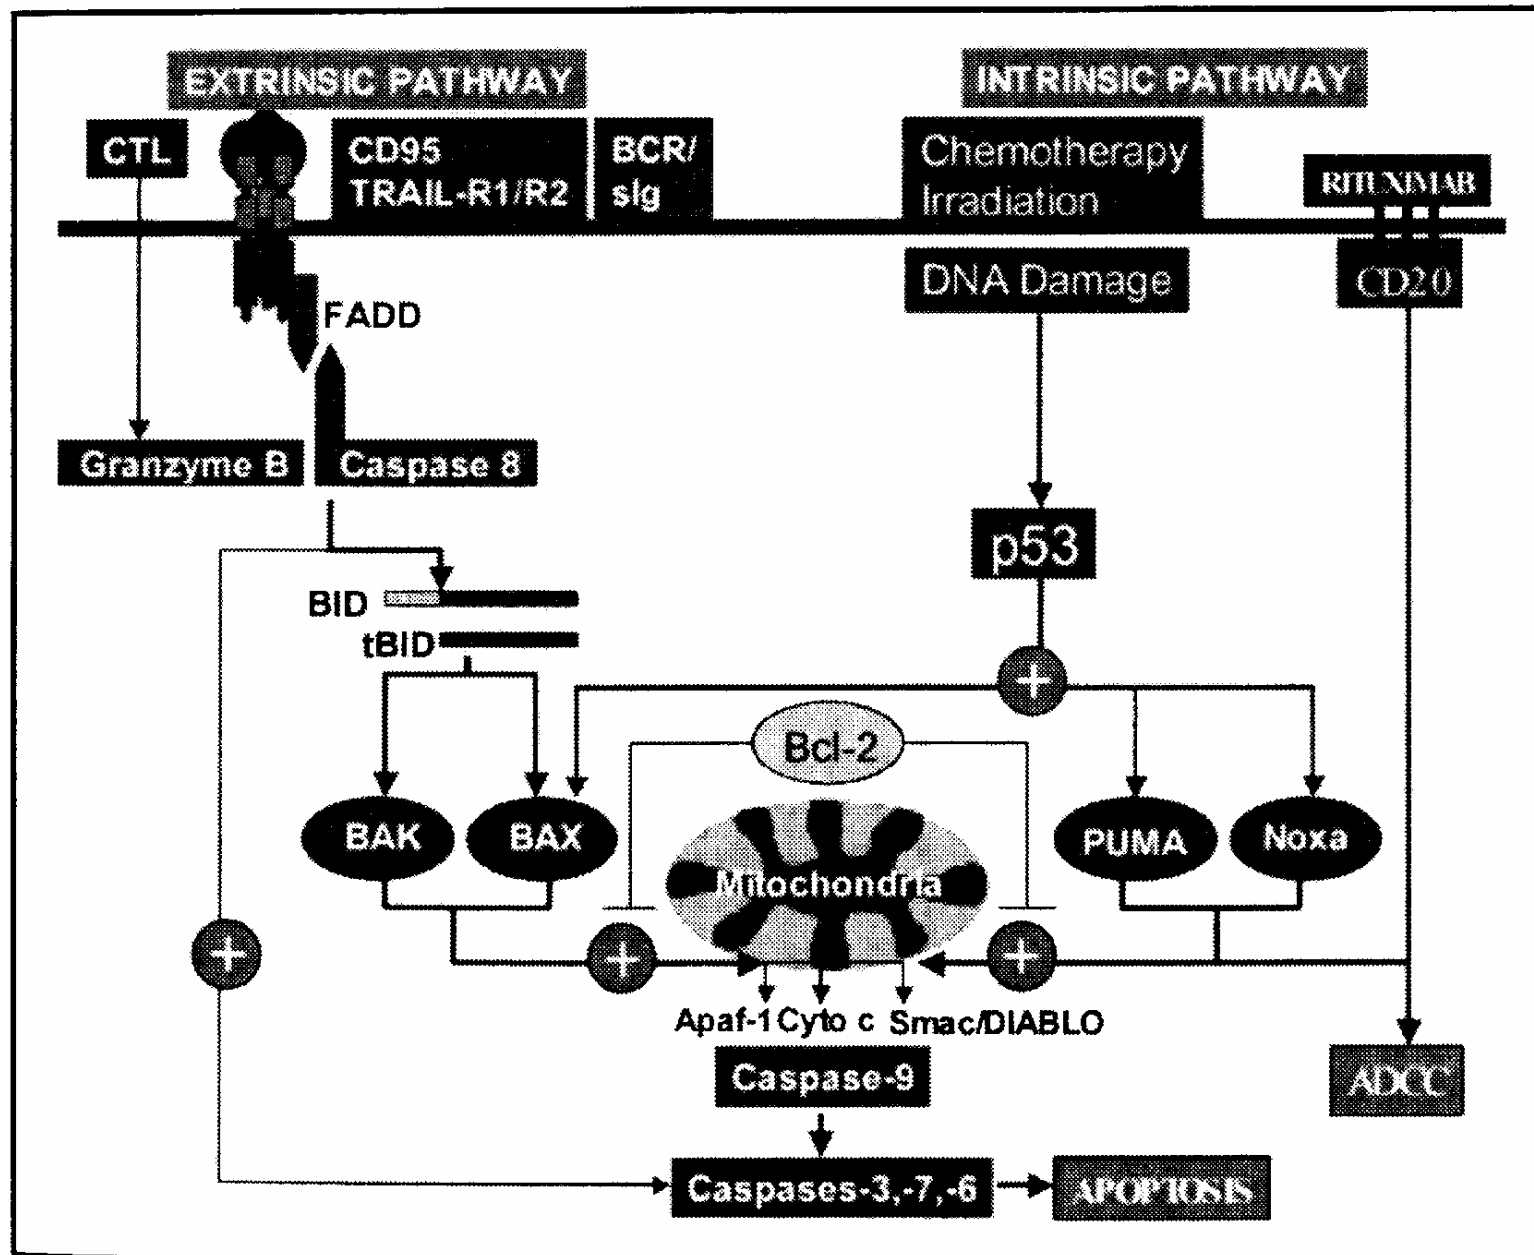 EXTRINSIC PATHWAY
INTRINSIC PATHWAY
CTL
CD95
TRAIL-R1/R2
BCR/
sIg
Chemotherapy
Irradiation
RITUXIMAB
DNA Damage
CD20
FADD
Granzyme B
Caspase 8
p53
BID
tBID
+
Bcl-2
BAK
BAX
Mitochondria
PUMA
Noxa
+
+
+
Apaf-1 Cyto c Smac/DIABLO
Caspase-9
ADCC
Caspases-3,-7,-6
APOPTOSIS